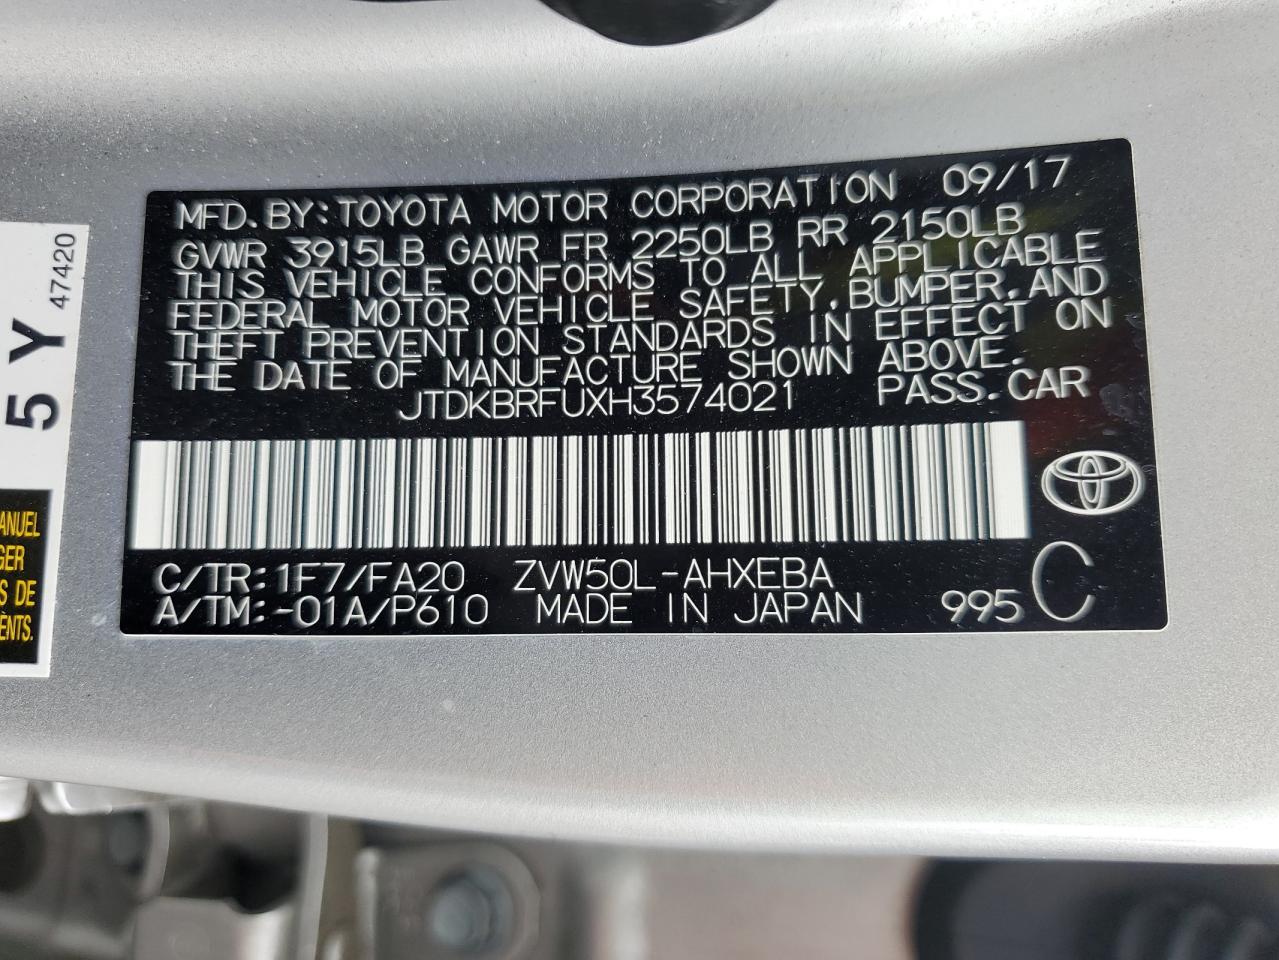 MFD.BY:TOYOTA MOTOR CORPORATION 09/17
GVWR 3915LB GAWR FR 2250LB RR 2150LB
THIS VEHICLE CONFORMS TO ALL APPLICABLE
FEDERAL MOTOR VEHICLE SAFETY,BUMPER,AND
THEFT PREVENTION STANDARDS IN EFFECT ON
THE DATE OF MANUFACTURE SHOWN ABOVE.
JTDKBRFUXH3574021 PASS.CAR
C/TR:1F7/FA20 ZVW50L-AHXEBA
A/TM:-01A/P610 MADE IN JAPAN 995 C
5Y
47420
ANUEL
GER
S DE
ÈNTS.